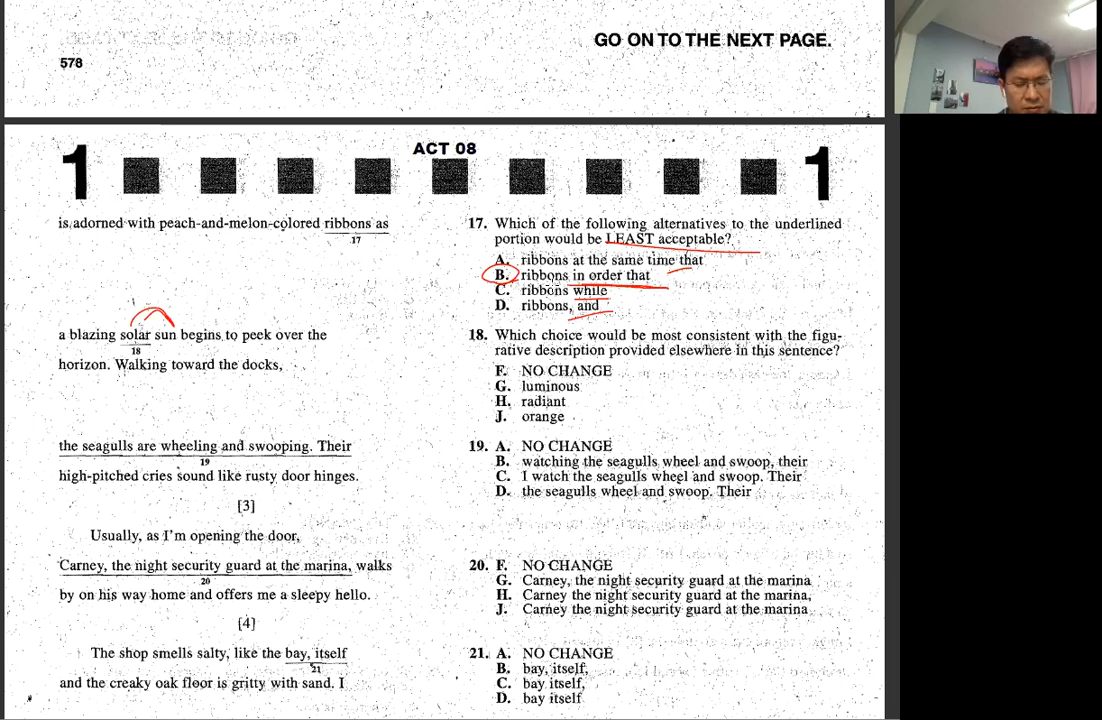 GO ON TO THE NEXT PAGE.
578
ACT 08
1
1
is adorned with peach-and-melon-colored ribbons as
17
a blazing solar sun begins to peek over the
18
horizon. Walking toward the docks,
the seagulls are wheeling and swooping. Their
19
high-pitched cries sound like rusty door hinges.
[3]
Usually, as I'm opening the door,
Carney, the night security guard at the marina, walks
20
by on his way home and offers me a sleepy hello.
[4]
The shop smells salty, like the bay, itself
21
and the creaky oak floor is gritty with sand. I
17. Which of the following alternatives to the underlined
portion would be LEAST acceptable?
A. ribbons at the same time that
B. ribbons in order that
C. ribbons while
D. ribbons, and
18. Which choice would be most consistent with the figu-
rative description provided elsewhere in this sentence?
F. NO CHANGE
G. luminous
H. radiant
J. orange
19. A. NO CHANGE
B. watching the seagulls wheel and swoop, their
C. I watch the seagulls wheel and swoop. Their
D. the seagulls wheel and swoop. Their
20. F. NO CHANGE
G. Carney, the night security guard at the marina
H. Carney the night security guard at the marina,
J. Carney the night security guard at the marina
21. A. NO CHANGE
B. bay, itself,
C. bay itself,
D. bay itself